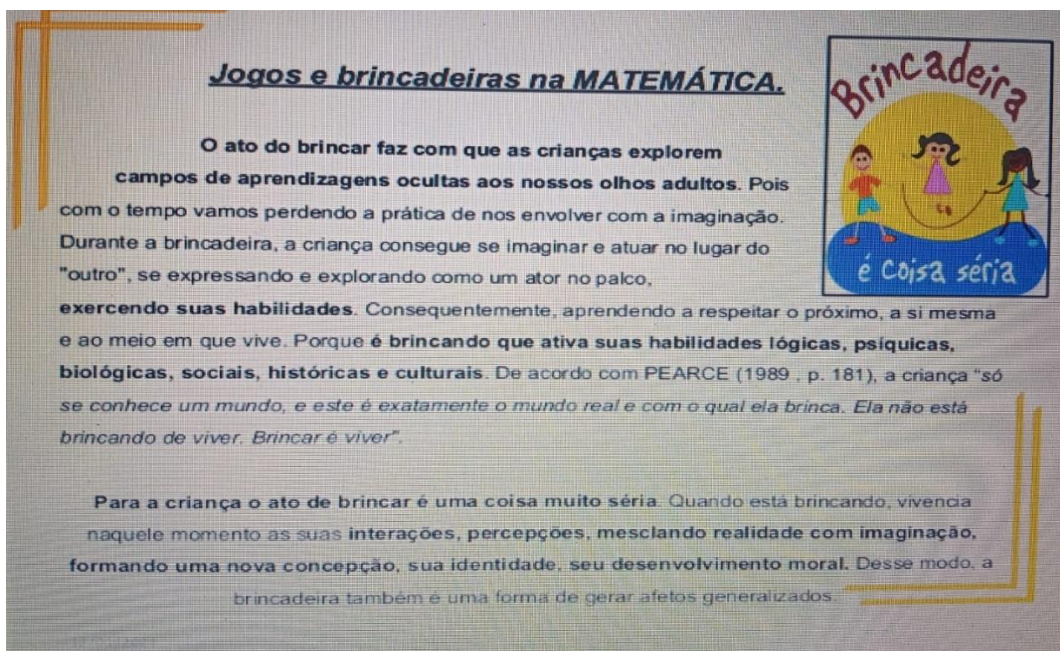 Jogos e brincadeiras na MATEMÁTICA.
Brincadeira
é coisa séria
O ato do brincar faz com que as crianças explorem
campos de aprendizagens ocultas aos nossos olhos adultos. Pois
com o tempo vamos perdendo a prática de nos envolver com a imaginação.
Durante a brincadeira, a criança consegue se imaginar e atuar no lugar do
"outro", se expressando e explorando como um ator no palco,
exercendo suas habilidades. Consequentemente, aprendendo a respeitar o próximo, a si mesma
e ao meio em que vive. Porque é brincando que ativa suas habilidades lógicas, psíquicas,
biológicas, sociais, históricas e culturais. De acordo com PEARCE (1989 , p. 181), a criança "só
se conhece um mundo, e este é exatamente o mundo real e com o qual ela brinca. Ela não está
brincando de viver. Brincar é viver".
Para a criança o ato de brincar é uma coisa muito séria. Quando está brincando, vivencia
naquele momento as suas interações, percepções, mesclando realidade com imaginação,
formando uma nova concepção, sua identidade, seu desenvolvimento moral. Desse modo, a
brincadeira também é uma forma de gerar afetos generalizados.